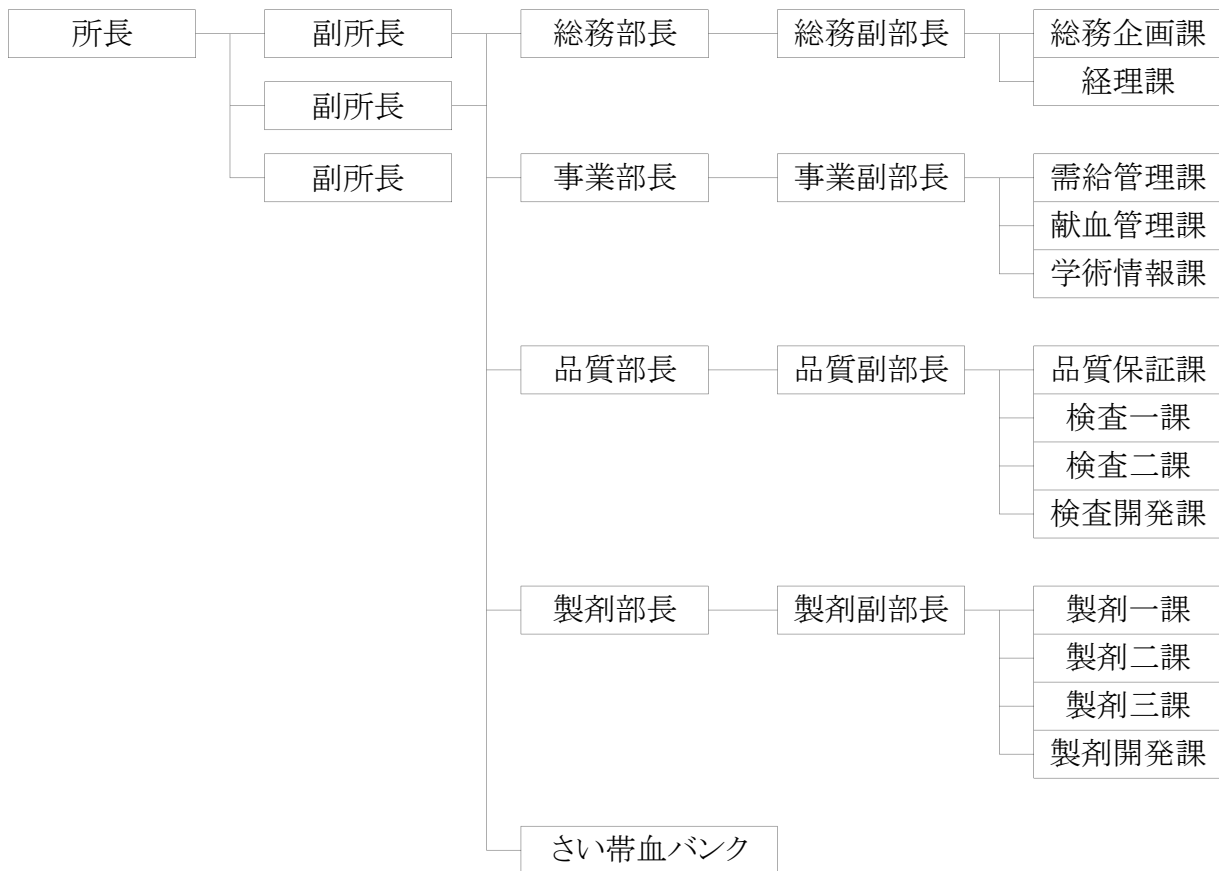 所長 副所長 総務部長 総務副部長 総務企画課
副所長 経理課
副所長 事業部長 事業副部長 需給管理課
献血管理課
学術情報課
品質部長 品質副部長 品質保証課
検査一課
検査二課
検査開発課
製剤部長 製剤副部長 製剤一課
製剤二課
製剤三課
製剤開発課
さい帯血バンク